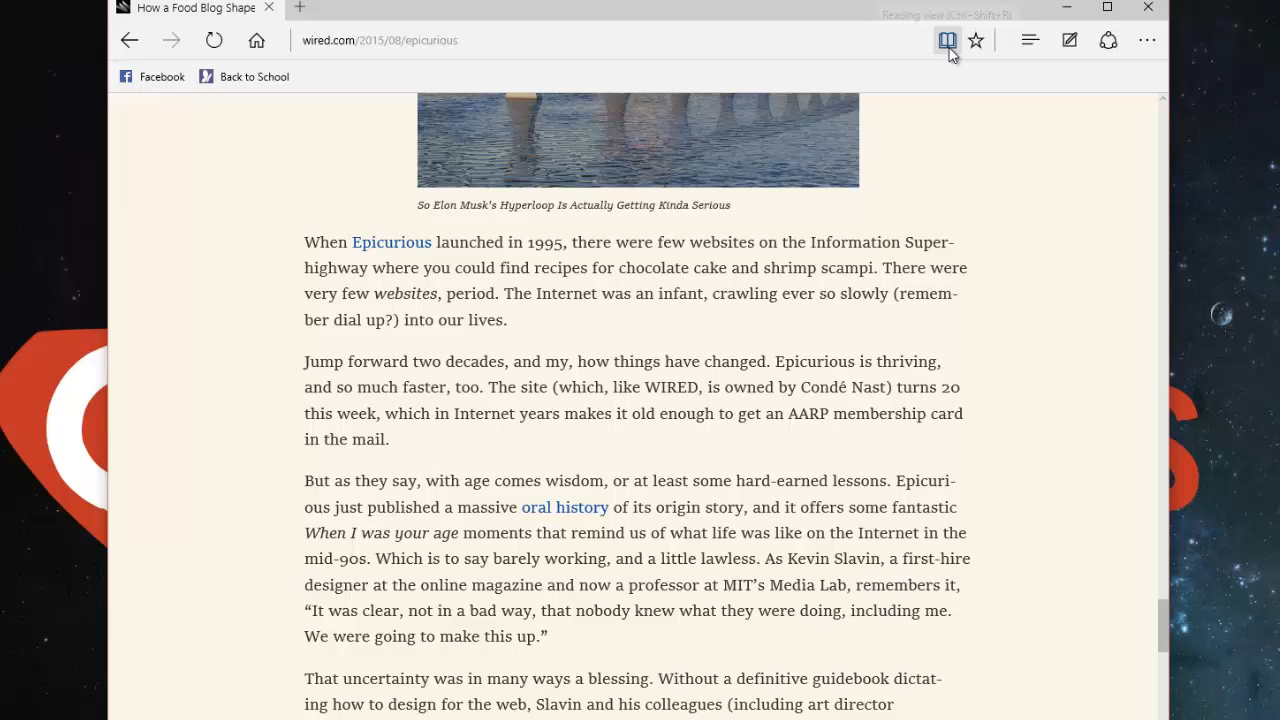 How a Food Blog Shape
Reading view (Ctrl+Shift+R)
wired.com/2015/08/epicurious
Facebook
Back to School
So Elon Musk's Hyperloop Is Actually Getting Kinda Serious
When Epicurious launched in 1995, there were few websites on the Information Super-
highway where you could find recipes for chocolate cake and shrimp scampi. There were
very few websites, period. The Internet was an infant, crawling ever so slowly (remem-
ber dial up?) into our lives.
Jump forward two decades, and my, how things have changed. Epicurious is thriving,
and so much faster, too. The site (which, like WIRED, is owned by Condé Nast) turns 20
this week, which in Internet years makes it old enough to get an AARP membership card
in the mail.
But as they say, with age comes wisdom, or at least some hard-earned lessons. Epicuri-
ous just published a massive oral history of its origin story, and it offers some fantastic
When I was your age moments that remind us of what life was like on the Internet in the
mid-90s. Which is to say barely working, and a little lawless. As Kevin Slavin, a first-hire
designer at the online magazine and now a professor at MIT's Media Lab, remembers it,
“It was clear, not in a bad way, that nobody knew what they were doing, including me.
We were going to make this up.”
That uncertainty was in many ways a blessing. Without a definitive guidebook dictat-
ing how to design for the web, Slavin and his colleagues (including art director
S